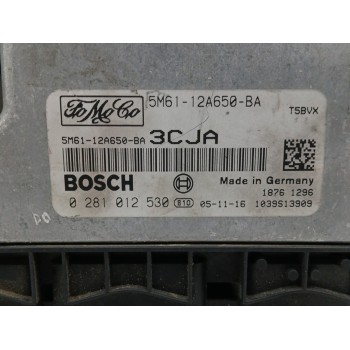 FoMoCo 5M61-12A650-BA T5BVX
5M61-12A650-BA 3CJA
BOSCH Made in Germany
1876 1296
0 281 012 530 E10 05-11-16 1039S13909